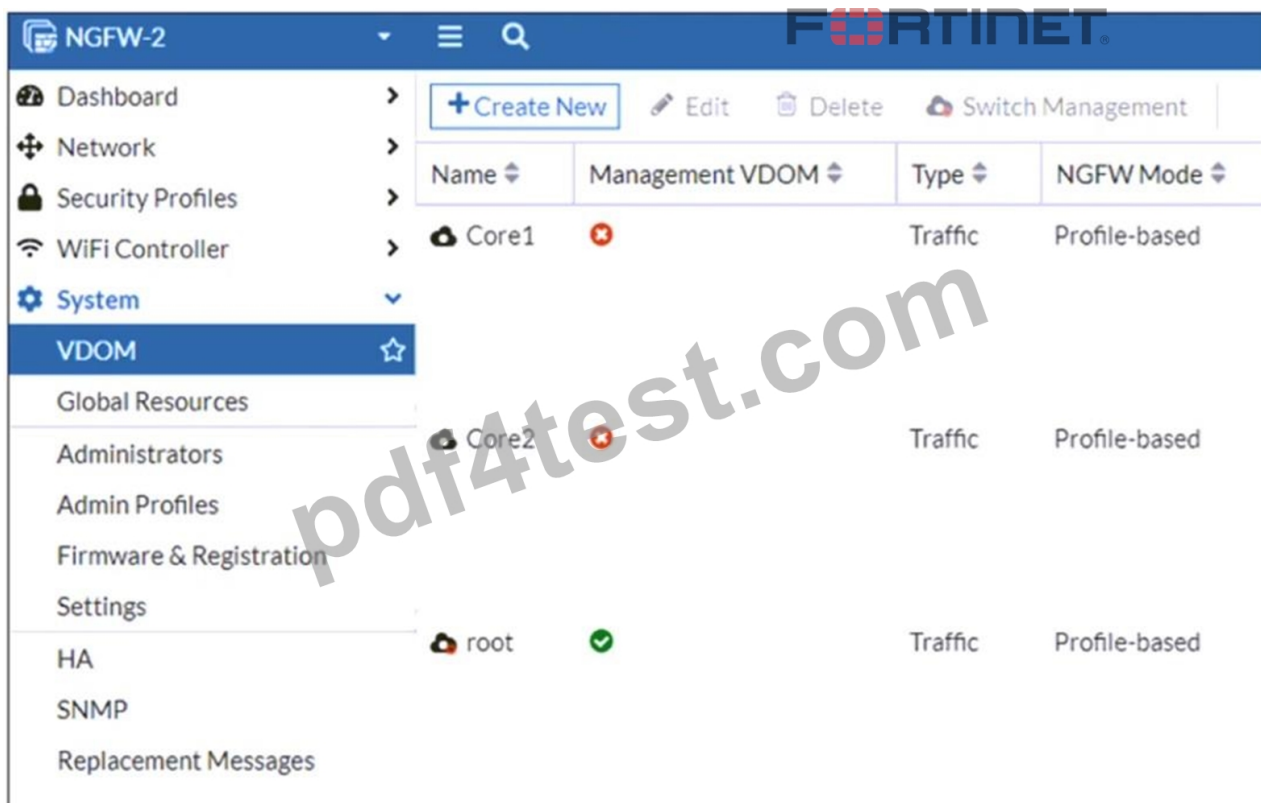 NGFW-2
FORTINET
Dashboard
Network
Security Profiles
WiFi Controller
System
VDOM
Global Resources
Administrators
Admin Profiles
Firmware & Registration
Settings
HA
SNMP
Replacement Messages
+Create New Edit Delete Switch Management
Name Management VDOM Type NGFW Mode
Core1 Traffic Profile-based
Core2 Traffic Profile-based
root Traffic Profile-based
pdf4test.com